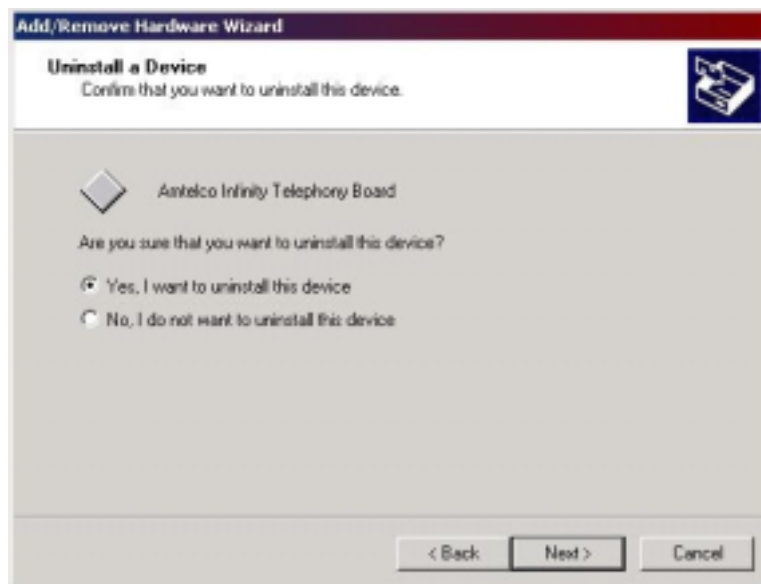 Add/Remove Hardware Wizard
Uninstall a Device
Confirm that you want to uninstall this device.
Amtelco Infinity Telephony Board
Are you sure that you want to uninstall this device?
Yes, I want to uninstall this device
No, I do not want to uninstall this device
< Back Next > Cancel